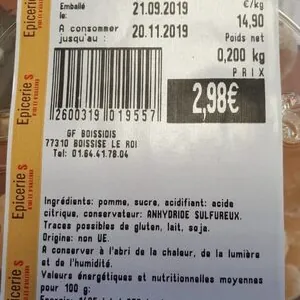 Emballé le: 21.09.2019
€/kg
14,90
A consommer jusqu'au: 20.11.2019
Poids net
0,200 kg
PRIX
2,98€
2600319 019557
GF BOISSIDIS
77310 BOISSISE LE ROI
Tel: 01.64.41.78.04
Ingrédients: pomme, sucre, acidifiant: acide
citrique, conservateur: ANHYDRIDE SULFUREUX.
Traces possibles de gluten, lait, soja.
Origine: non UE.
A conserver à l'abri de la chaleur, de la lumière
et de l'humidité.
Valeurs énergétiques et nutritionnelles moyennes
pour 100 g:
Epicerie s
Epicerie s
Epicerie s